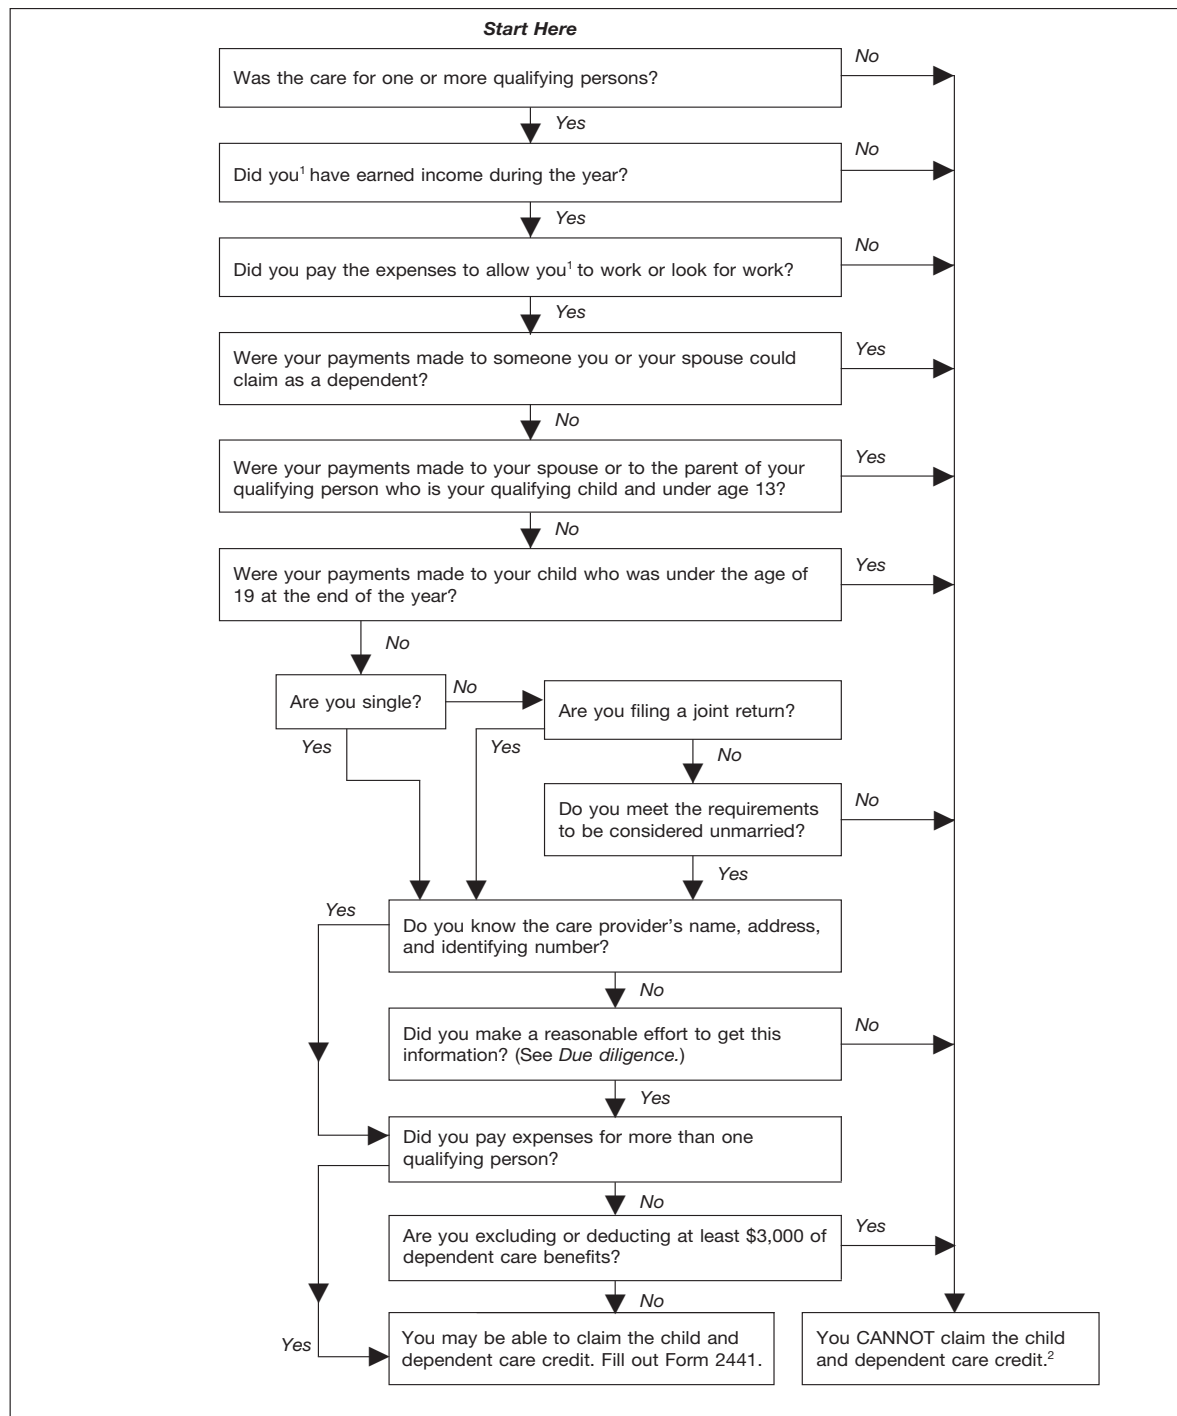 Start Here
Was the care for one or more qualifying persons?
No
Yes
Did you¹ have earned income during the year?
No
Yes
Did you pay the expenses to allow you¹ to work or look for work?
No
Yes
Were your payments made to someone you or your spouse could
claim as a dependent?
Yes
No
Were your payments made to your spouse or to the parent of your
qualifying person who is your qualifying child and under age 13?
Yes
No
Were your payments made to your child who was under the age of
19 at the end of the year?
Yes
No
Are you single?
No
Yes
Are you filing a joint return?
Yes
No
Do you meet the requirements
to be considered unmarried?
No
Yes
Do you know the care provider's name, address,
and identifying number?
Yes
No
Did you make a reasonable effort to get this
information? (See Due diligence.)
No
Yes
Did you pay expenses for more than one
qualifying person?
No
Are you excluding or deducting at least $3,000 of
dependent care benefits?
Yes
No
Yes
You may be able to claim the child and
dependent care credit. Fill out Form 2441.
You CANNOT claim the child
and dependent care credit.²